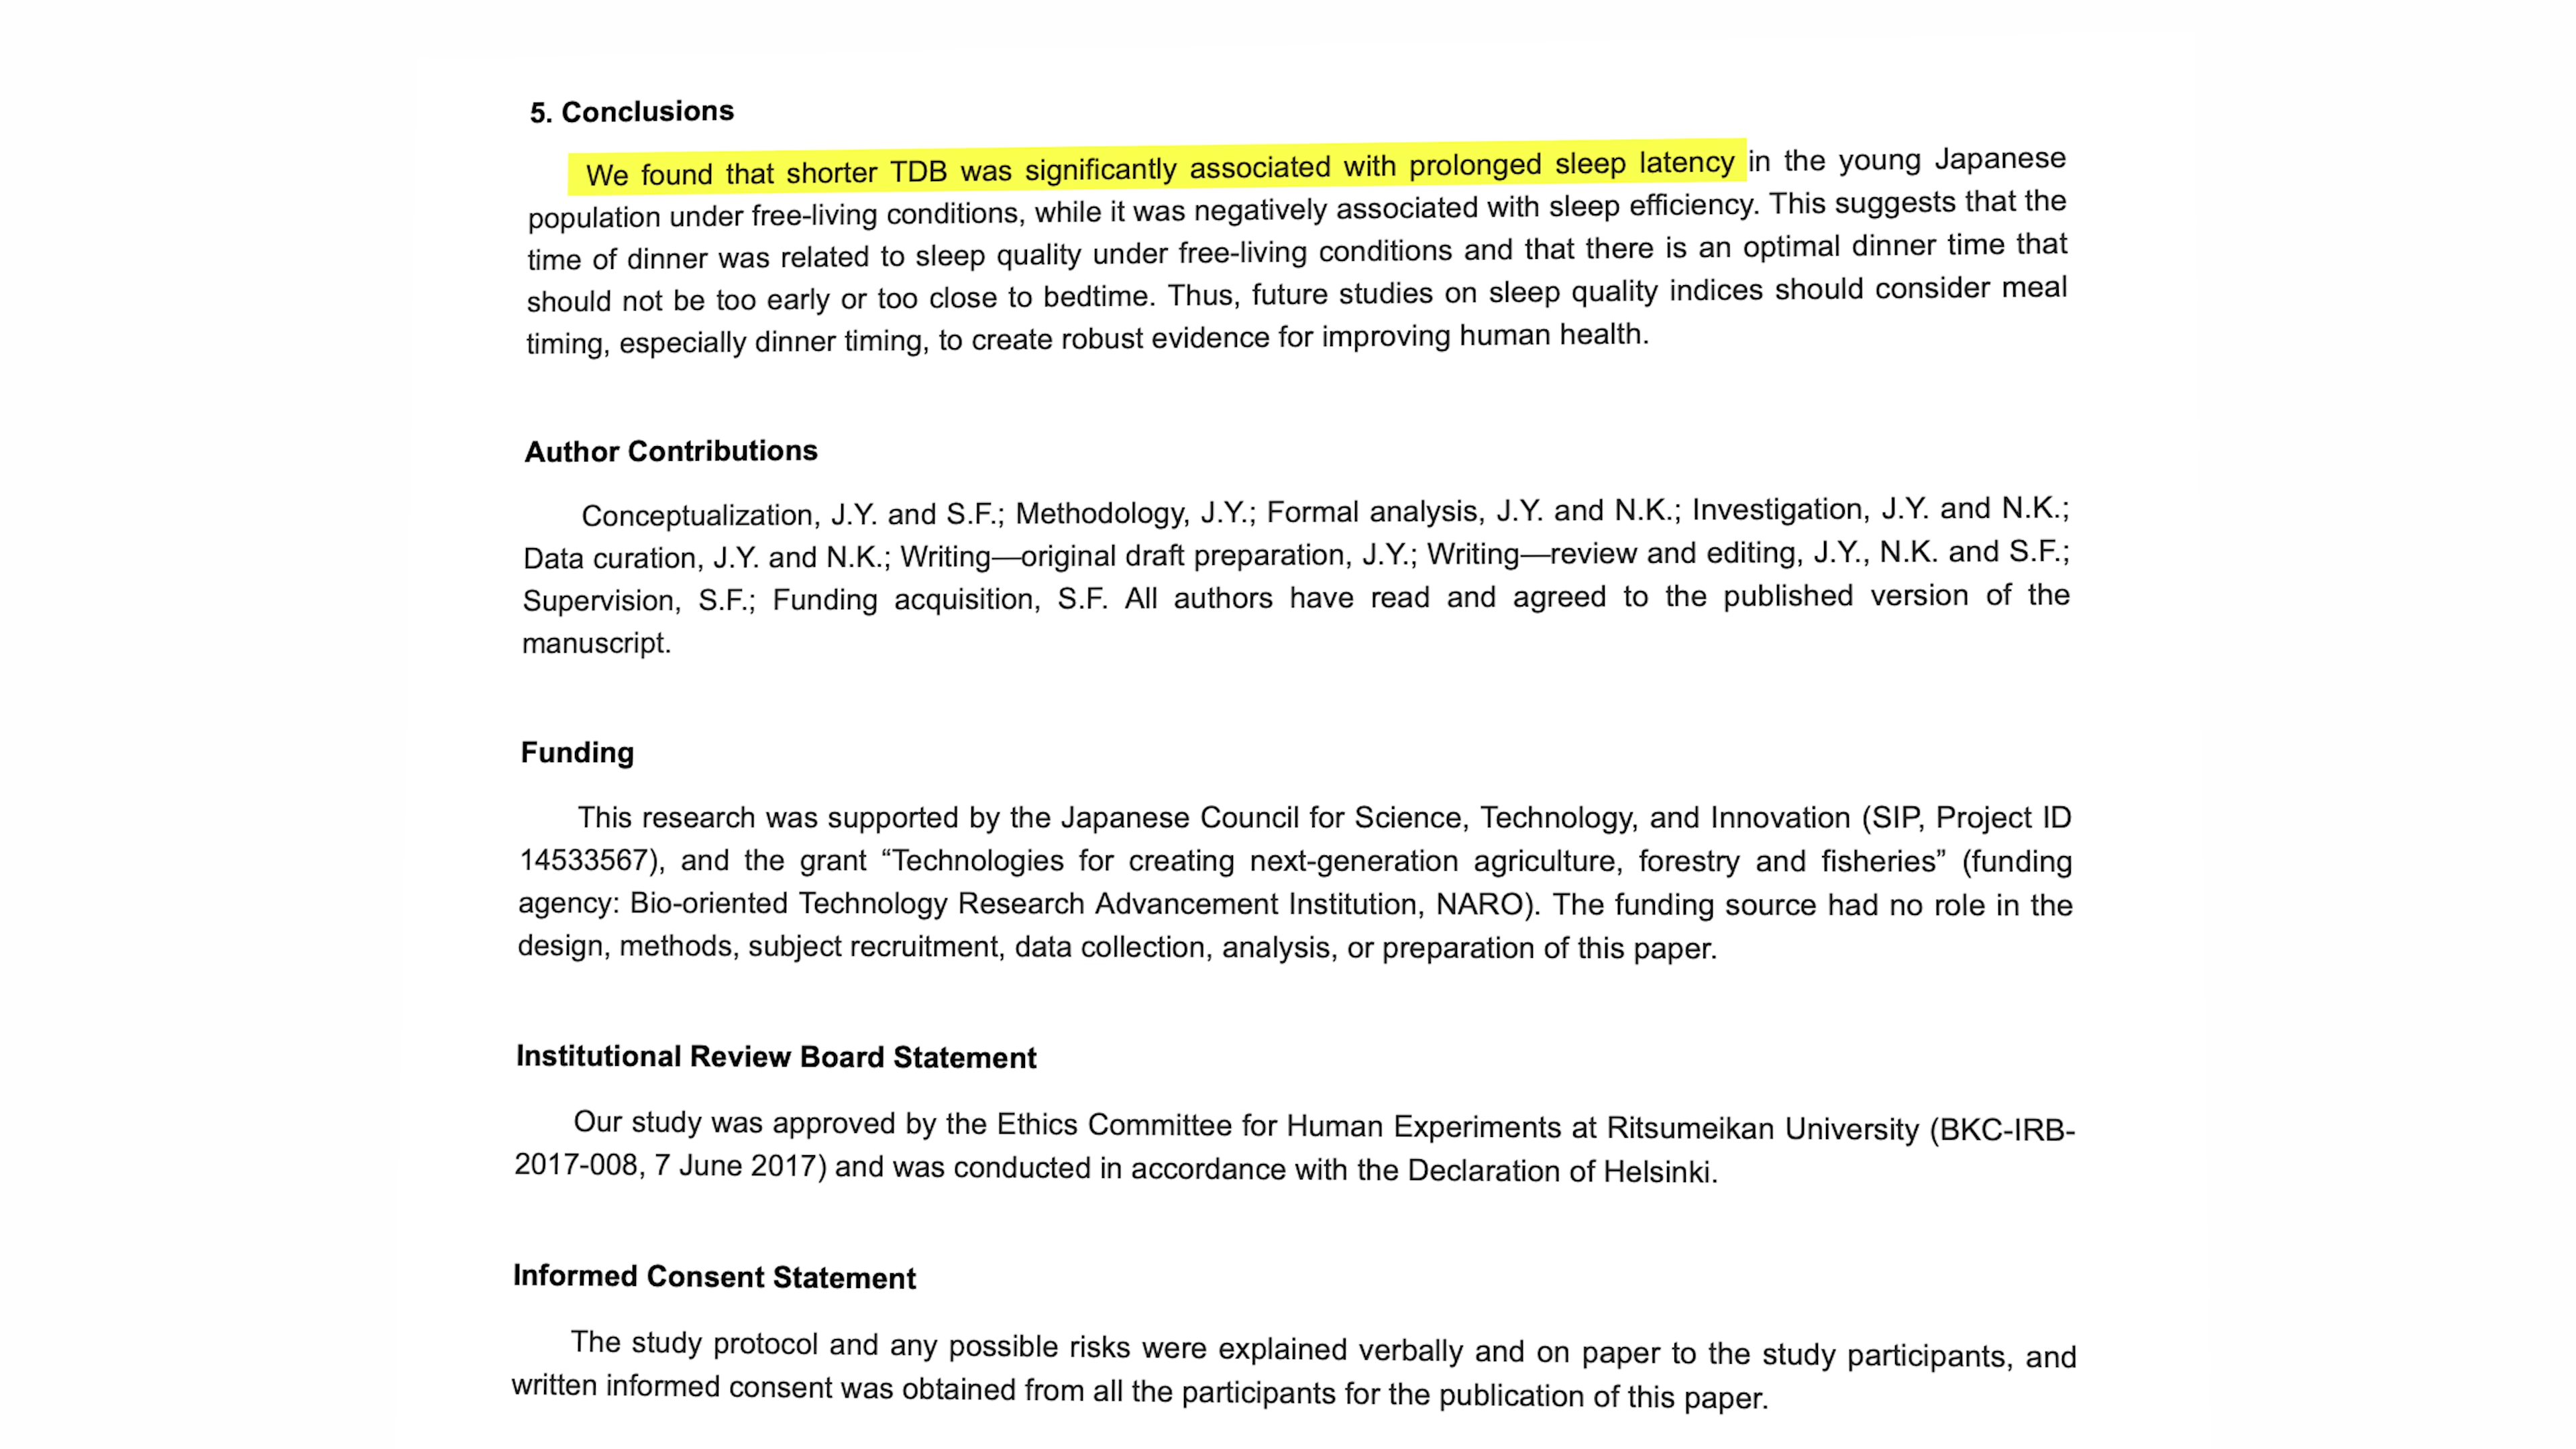 5. Conclusions
We found that shorter TDB was significantly associated with prolonged sleep latency in the young Japanese
population under free-living conditions, while it was negatively associated with sleep efficiency. This suggests that the
time of dinner was related to sleep quality under free-living conditions and that there is an optimal dinner time that
should not be too early or too close to bedtime. Thus, future studies on sleep quality indices should consider meal
timing, especially dinner timing, to create robust evidence for improving human health.
Author Contributions
Conceptualization, J.Y. and S.F.; Methodology, J.Y.; Formal analysis, J.Y. and N.K.; Investigation, J.Y. and N.K.;
Data curation, J.Y. and N.K.; Writing—original draft preparation, J.Y.; Writing—review and editing, J.Y., N.K. and S.F.;
Supervision, S.F.; Funding acquisition, S.F. All authors have read and agreed to the published version of the
manuscript.
Funding
This research was supported by the Japanese Council for Science, Technology, and Innovation (SIP, Project ID
14533567), and the grant “Technologies for creating next-generation agriculture, forestry and fisheries” (funding
agency: Bio-oriented Technology Research Advancement Institution, NARO). The funding source had no role in the
design, methods, subject recruitment, data collection, analysis, or preparation of this paper.
Institutional Review Board Statement
Our study was approved by the Ethics Committee for Human Experiments at Ritsumeikan University (BKC-IRB-
2017-008, 7 June 2017) and was conducted in accordance with the Declaration of Helsinki.
Informed Consent Statement
The study protocol and any possible risks were explained verbally and on paper to the study participants, and
written informed consent was obtained from all the participants for the publication of this paper.